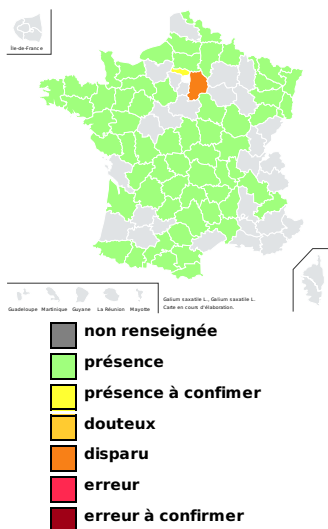 Île-de-France
Guadeloupe Martinique Guyane La Réunion Mayotte
Galium saxatile L., Galium saxatile L.
Carte en cours d'élaboration.
non renseignée
présence
présence à confimer
douteux
disparu
erreur
erreur à confirmer